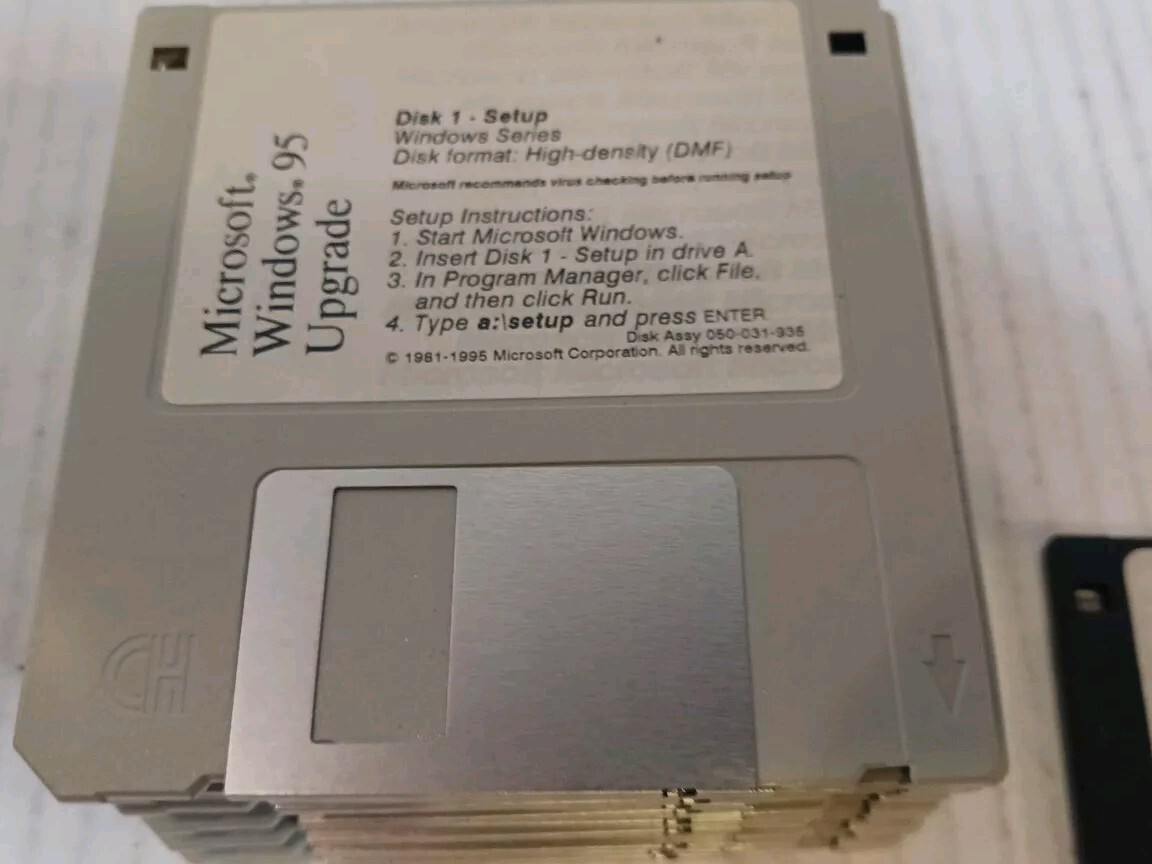 Microsoft®
Windows® 95
Upgrade
Disk 1 - Setup
Windows Series
Disk format: High-density (DMF)
Microsoft recommends virus checking before running setup
Setup Instructions:
1. Start Microsoft Windows.
2. Insert Disk 1 - Setup in drive A.
3. In Program Manager, click File,
and then click Run.
4. Type a:\setup and press ENTER
Disk Assy 050-031-936
© 1981-1995 Microsoft Corporation. All rights reserved.